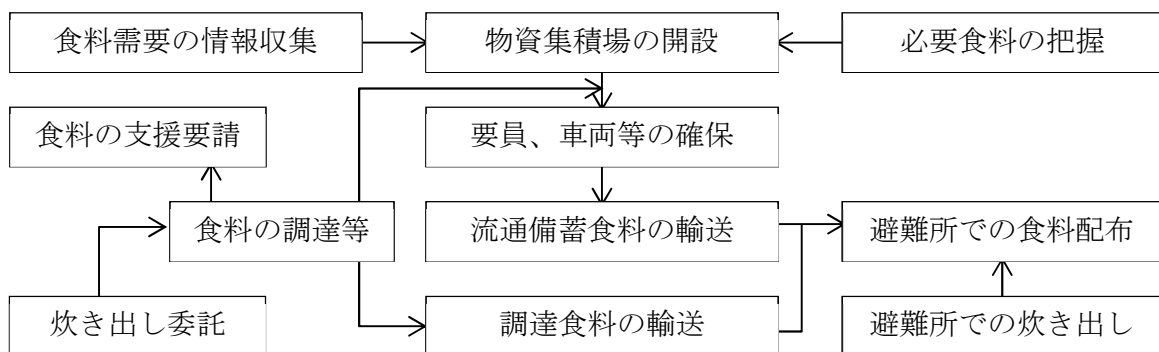 食料需要の情報収集
物資集積場の開設
必要食料の把握
食料の支援要請
要員、車両等の確保
食料の調達等
流通備蓄食料の輸送
避難所での食料配布
炊き出し委託
調達食料の輸送
避難所での炊き出し